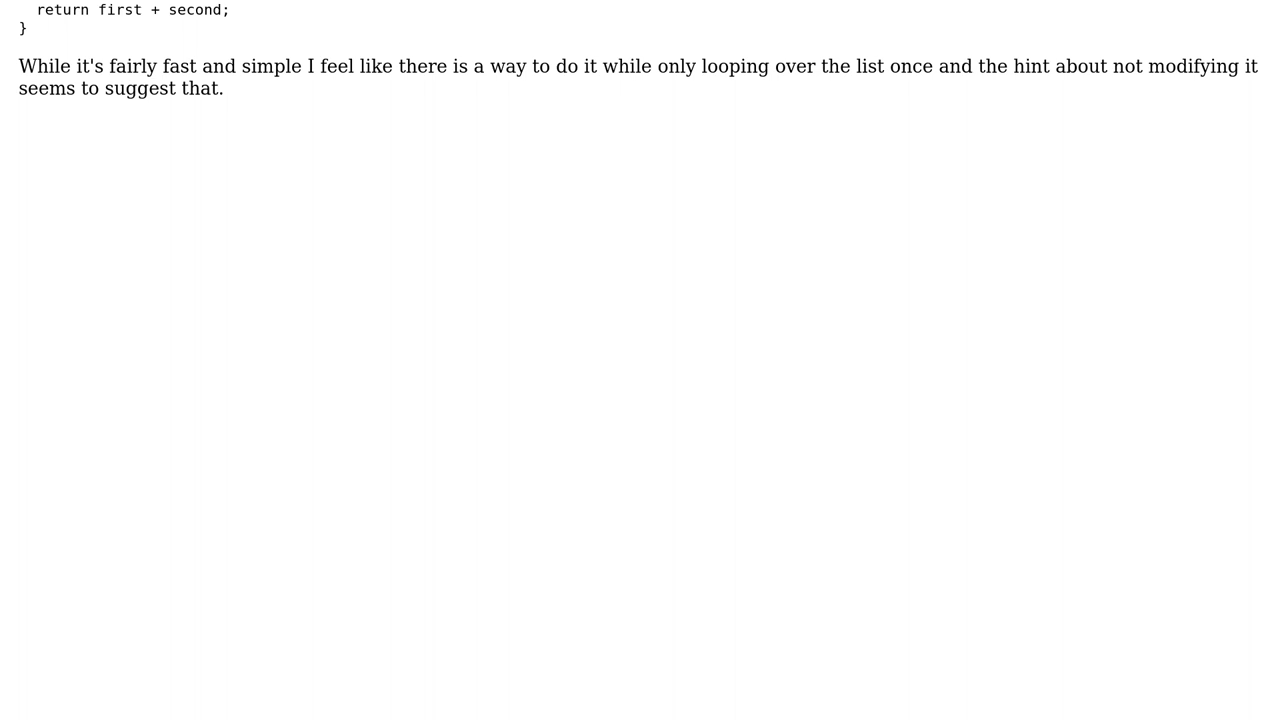 return first + second;
}
While it's fairly fast and simple I feel like there is a way to do it while only looping over the list once and the hint about not modifying it
seems to suggest that.